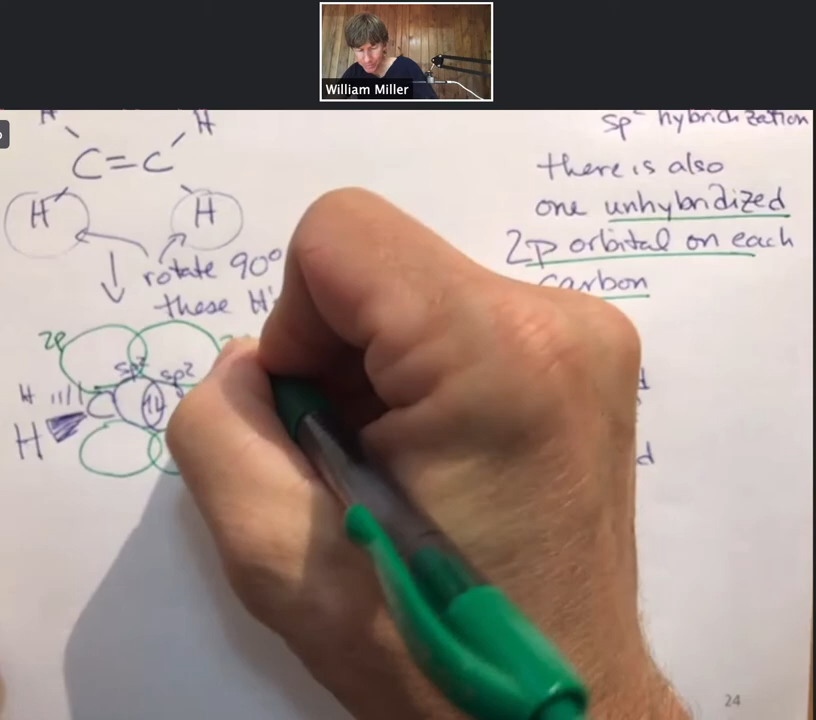 William Miller
H
H
C=C
H
H
rotate 90°
these H's
2p
sp2
sp2
H
C
1L
H
sp2 hybridization
there is also
one unhybridized
2p orbital on each
carbon
d
d
24